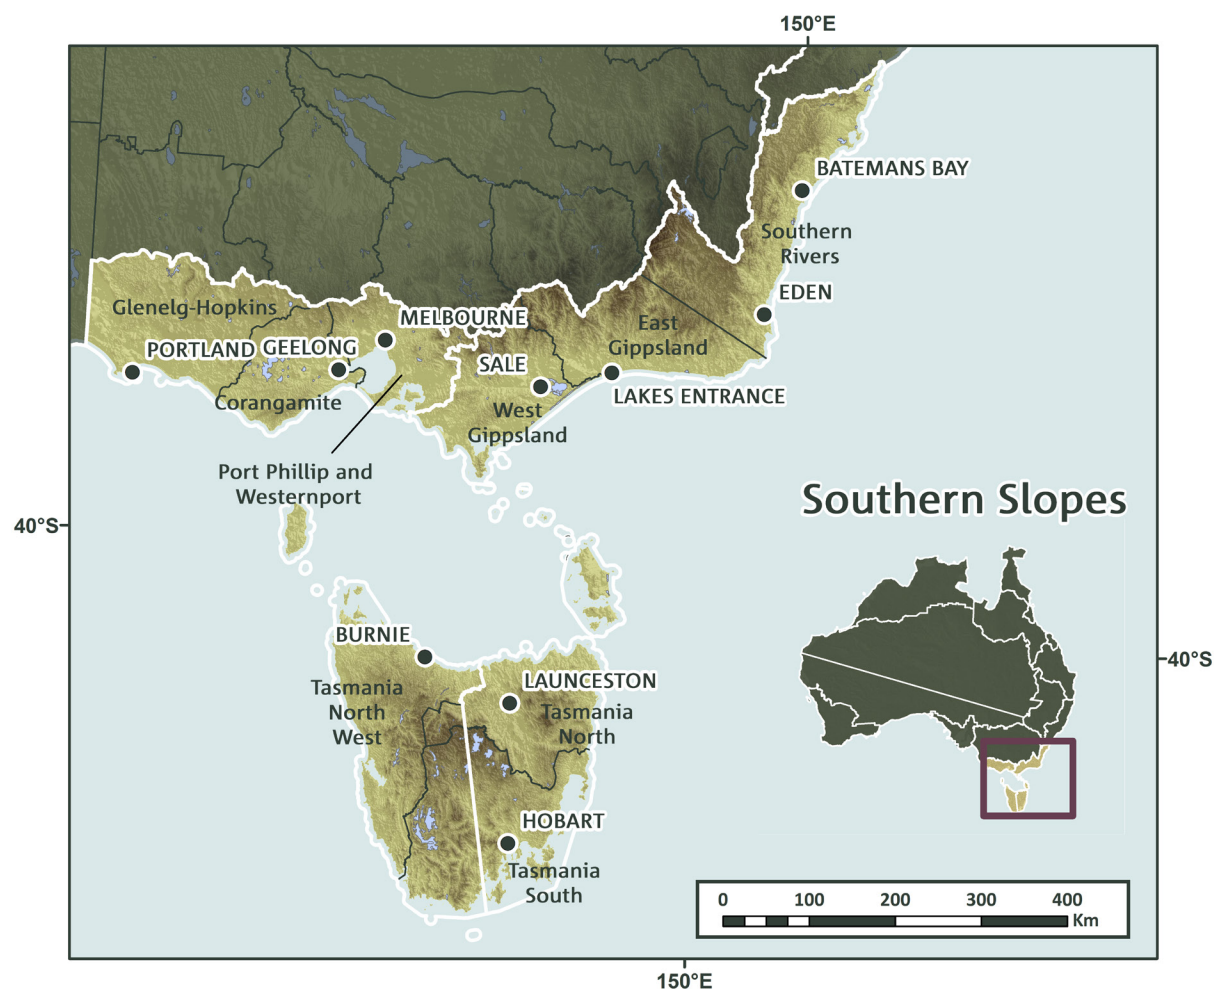 150°E
BATEMANS BAY
Southern
Rivers
EDEN
Glenelg-Hopkins
MELBOURNE
East
Gippsland
PORTLAND
GEELONG
SALE
LAKES ENTRANCE
Corangamite
West
Gippsland
Port Phillip and
Westernport
Southern Slopes
40°S
BURNIE
40°S
LAUNCESTON
Tasmania
North
West
Tasmania
North
HOBART
Tasmania
South
0 100 200 300 400
Km
150°E